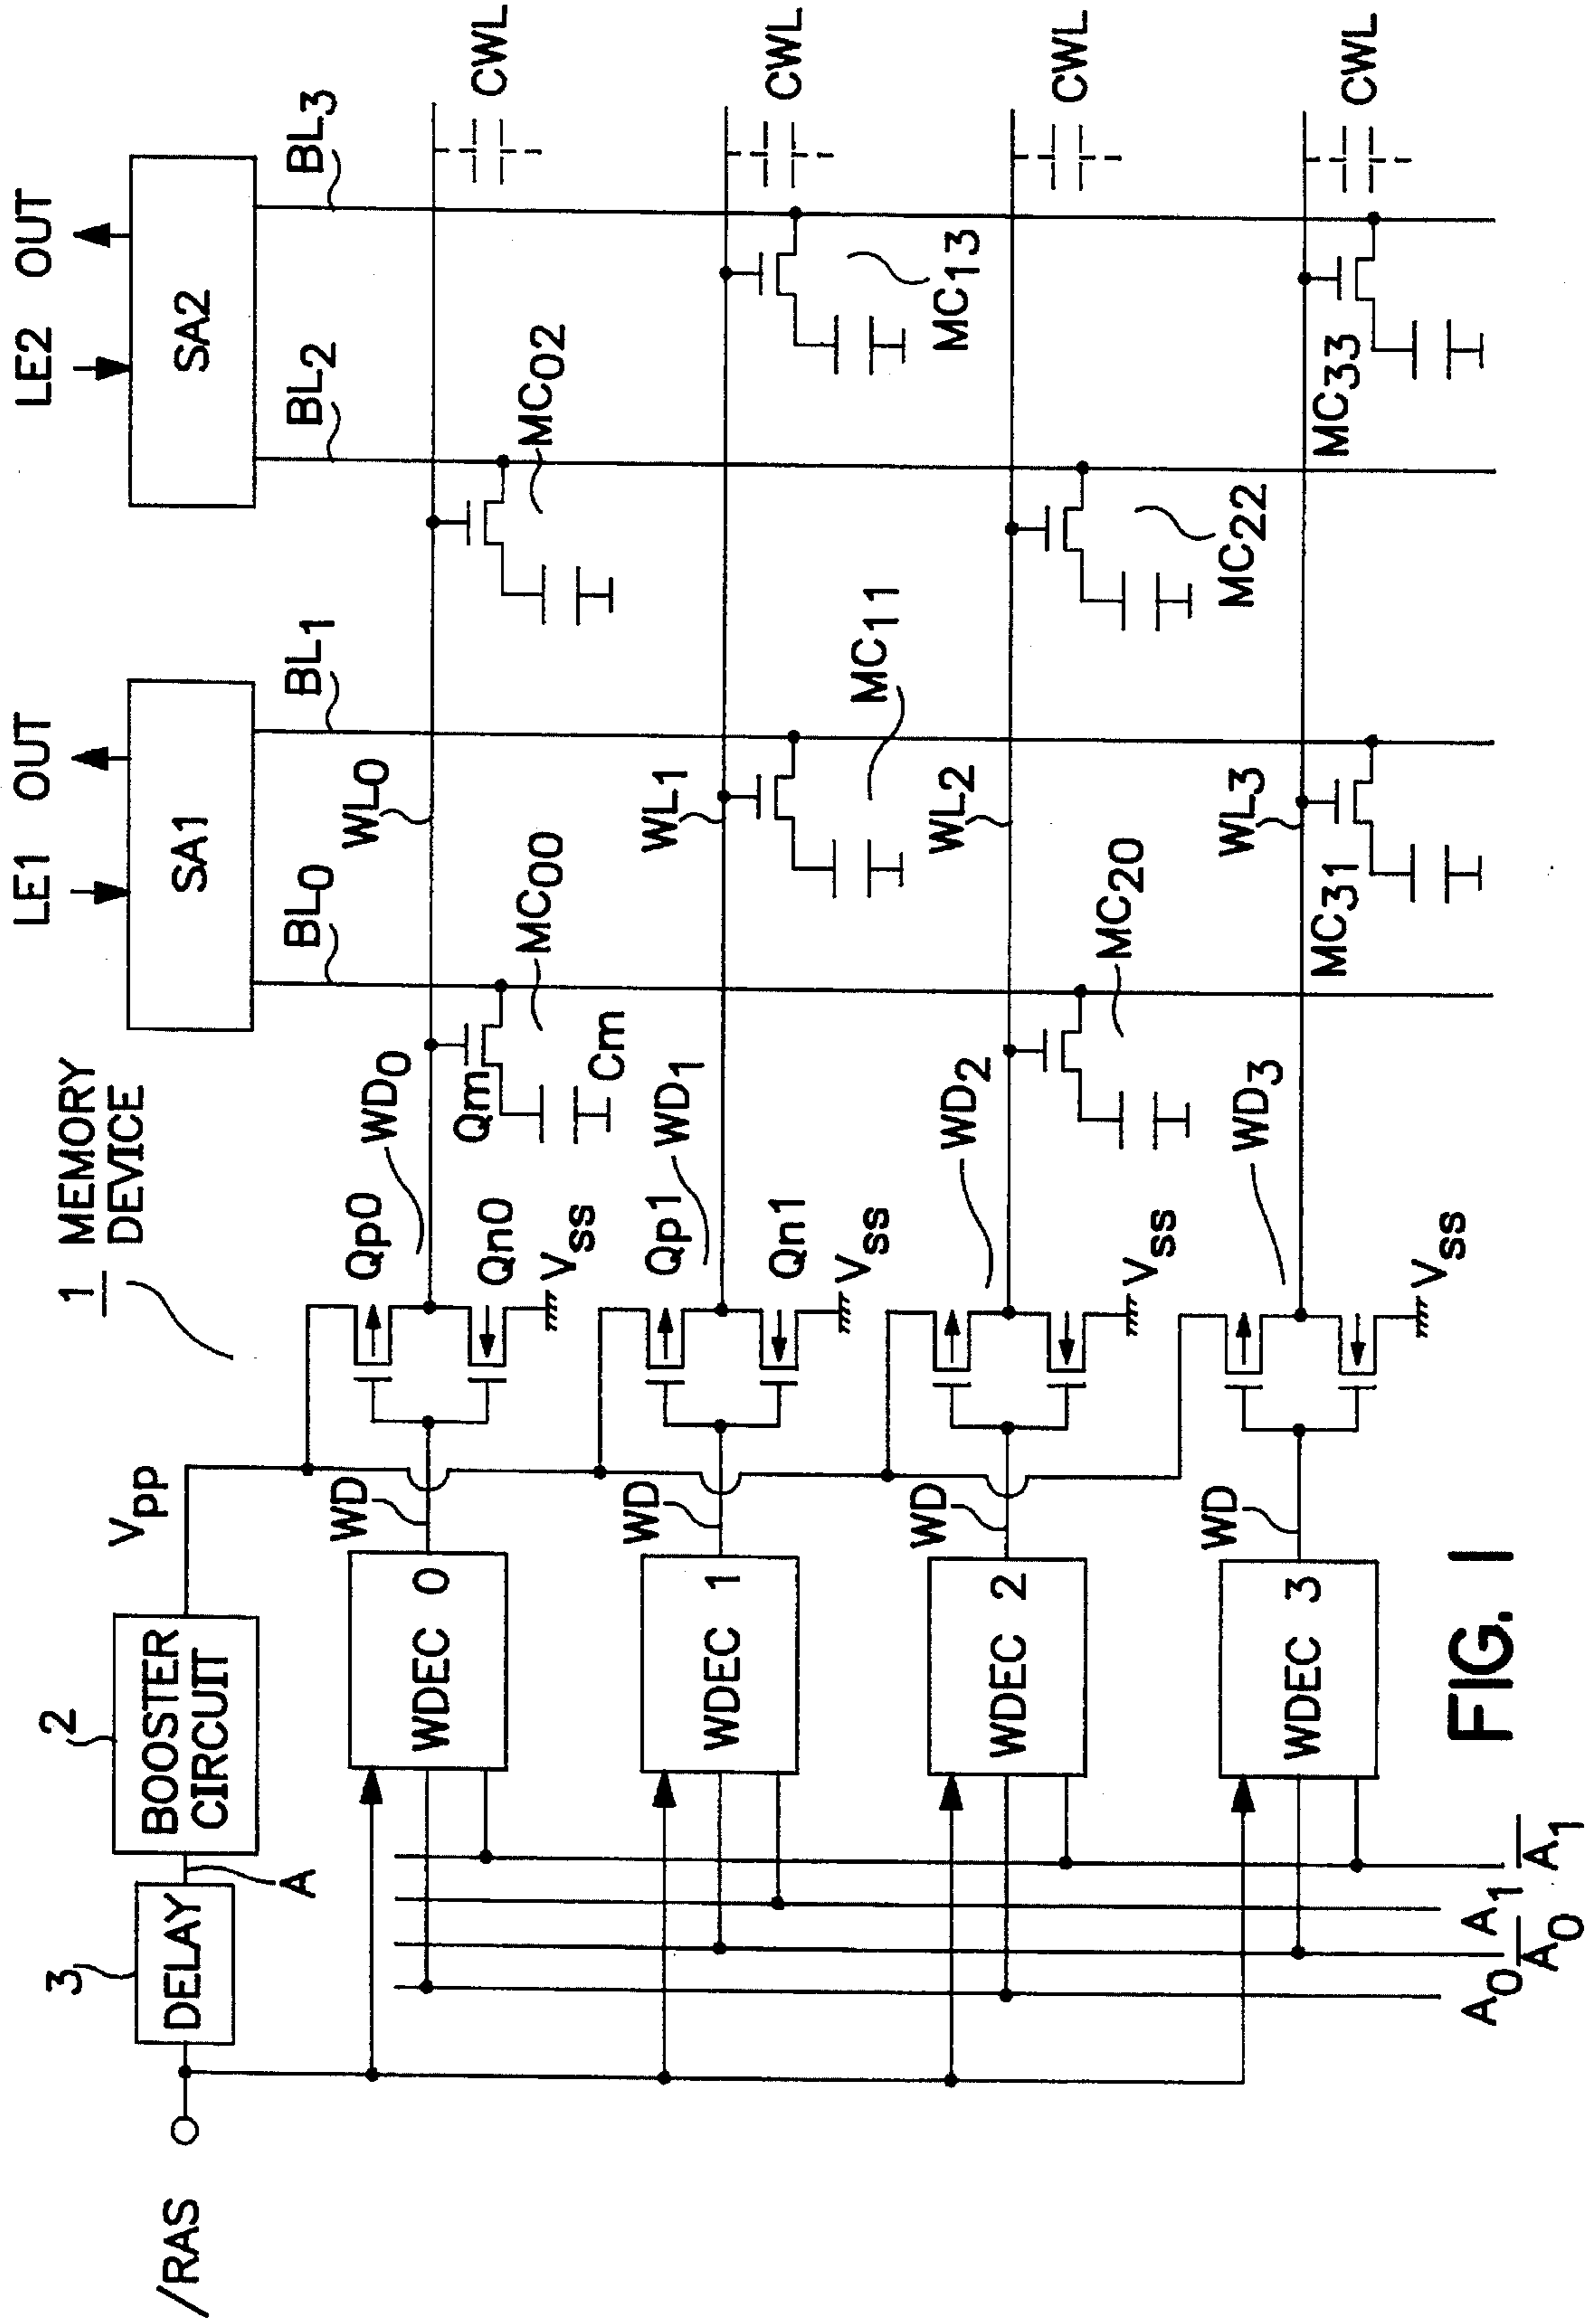 1 MEMORY
DEVICE
LE1 OUT
LE2 OUT
SA1
SA2
/RAS
3
DELAY
A
2
BOOSTER
CIRCUIT
Vpp
BL0
BL1
BL2
BL3
WDEC 0
WD
Qp0
Qn0
Vss
WD0
WL0
Qm
Cm
MC00
MC02
CWL
WDEC 1
WD
Qp1
Qn1
Vss
WD1
WL1
MC11
MC13
CWL
WDEC 2
WD
Vss
WD2
WL2
MC20
MC22
CWL
WDEC 3
WD
Vss
WD3
WL3
MC31
MC33
CWL
A0
A̅0
A1
A̅1
FIG. 1